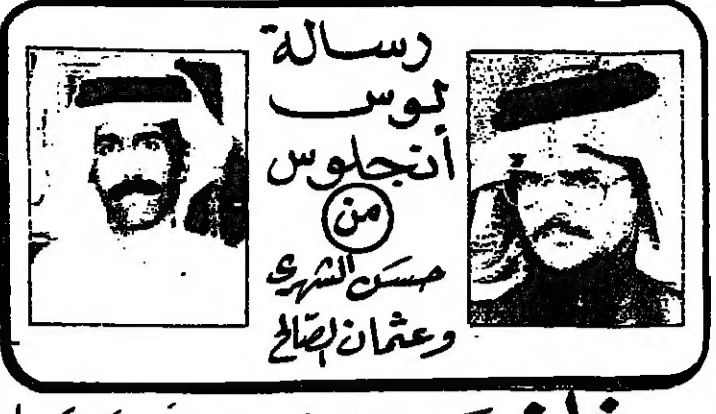 رسالة
لوس
أنجلوس
من
حسن الشهري
وعثمان الصالح